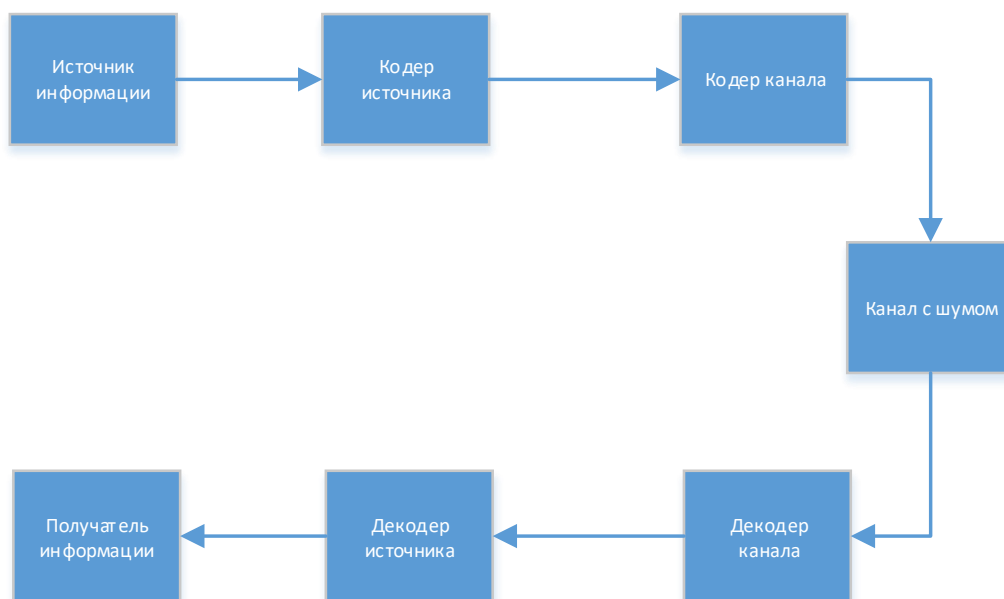 Источник
информации
Кодер
источника
Кодер канала
Канал с шумом
Получатель
информации
Декодер
источника
Декодер
канала